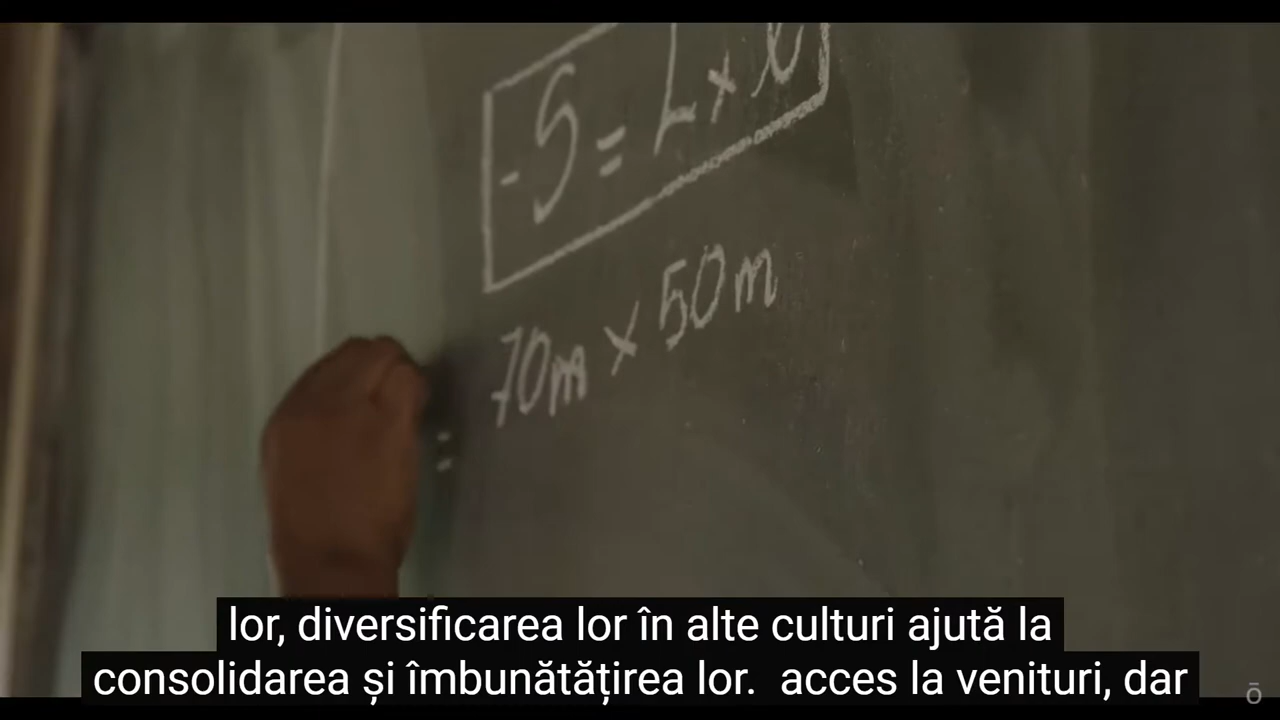 -S = L x l
70m x 50m
=
lor, diversificarea lor în alte culturi ajută la
consolidarea și îmbunătățirea lor.  acces la venituri, dar
ō